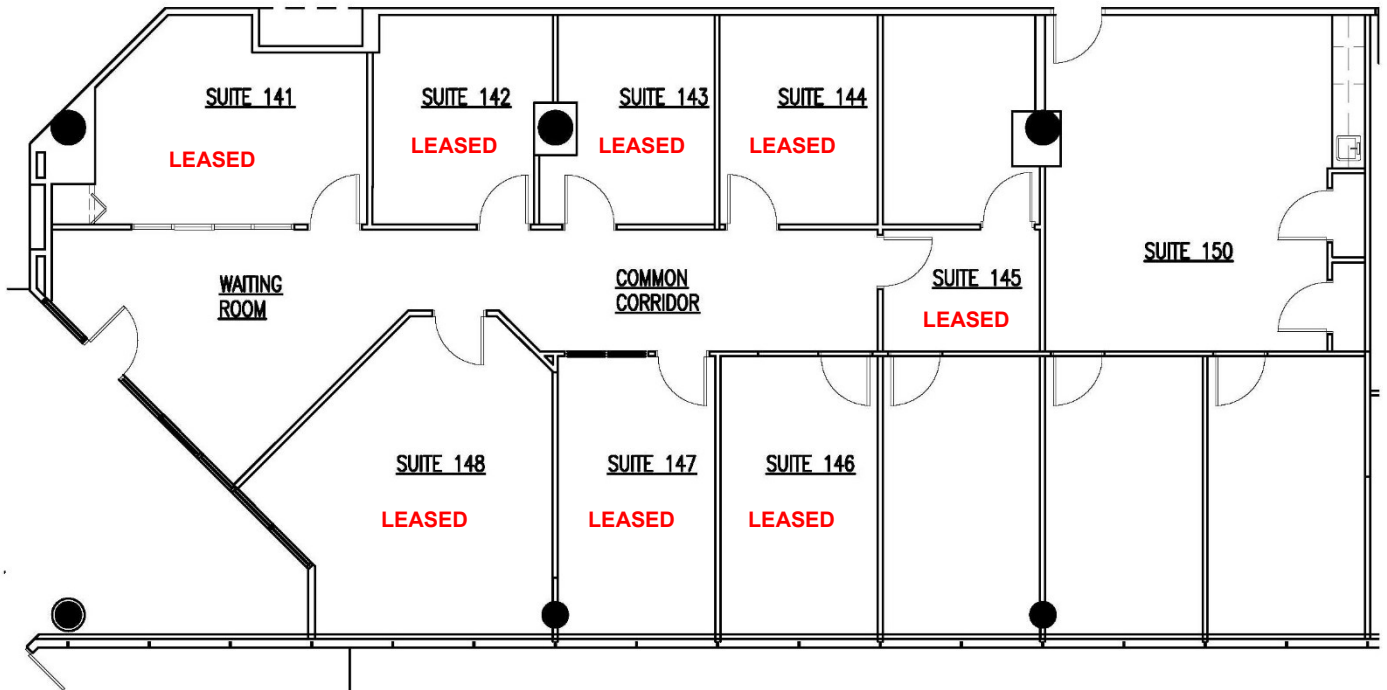 SUITE 141
LEASED
SUITE 142
LEASED
SUITE 143
LEASED
SUITE 144
LEASED
WAITING
ROOM
COMMON
CORRIDOR
SUITE 145
LEASED
SUITE 150
SUITE 148
LEASED
SUITE 147
LEASED
SUITE 146
LEASED